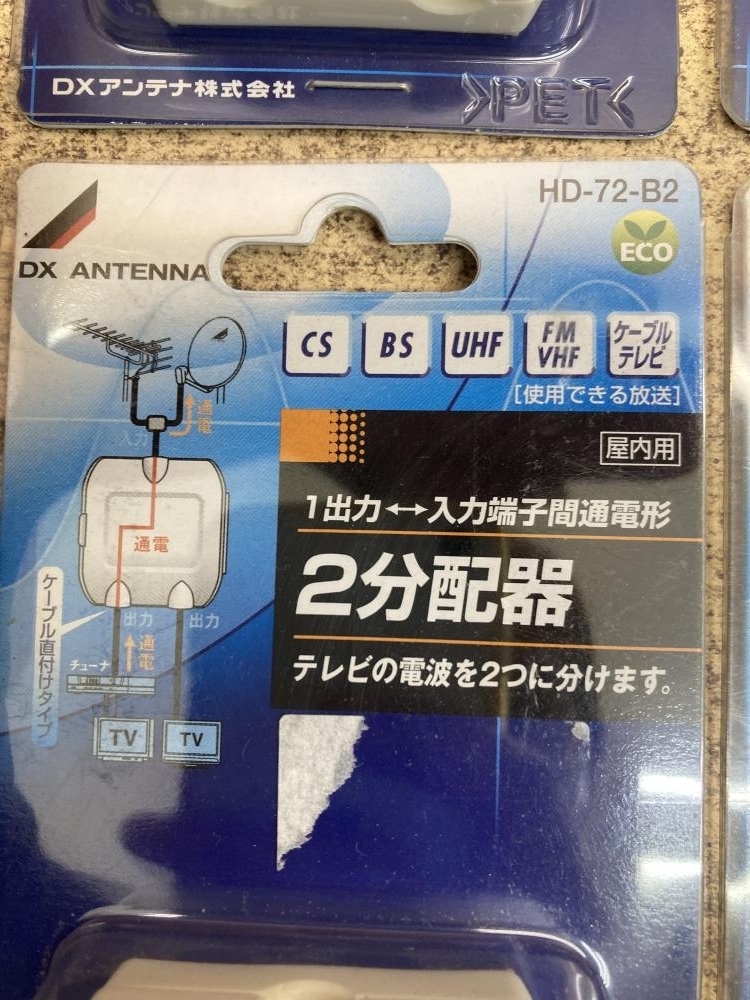 DXアンテナ株式会社
>PET<
HD-72-B2
ECO
DX ANTENNA
CS
BS
UHF
FM
VHF
ケーブル
テレビ
[使用できる放送]
屋内用
1出力↔入力端子間通電形
2分配器
テレビの電波を2つに分けます。
入力
通電
通電
出力
出力
通電
ケーブル直付けタイプ
チューナ
TV
TV